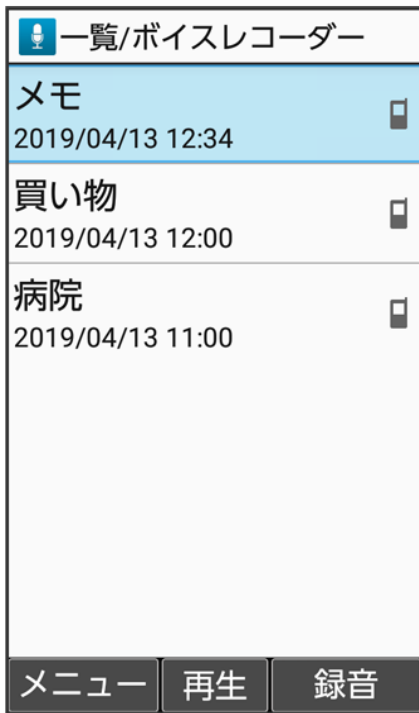 一覧/ボイスレコーダー
メモ
2019/04/13 12:34
買い物
2019/04/13 12:00
病院
2019/04/13 11:00
メニュー 再生 録音